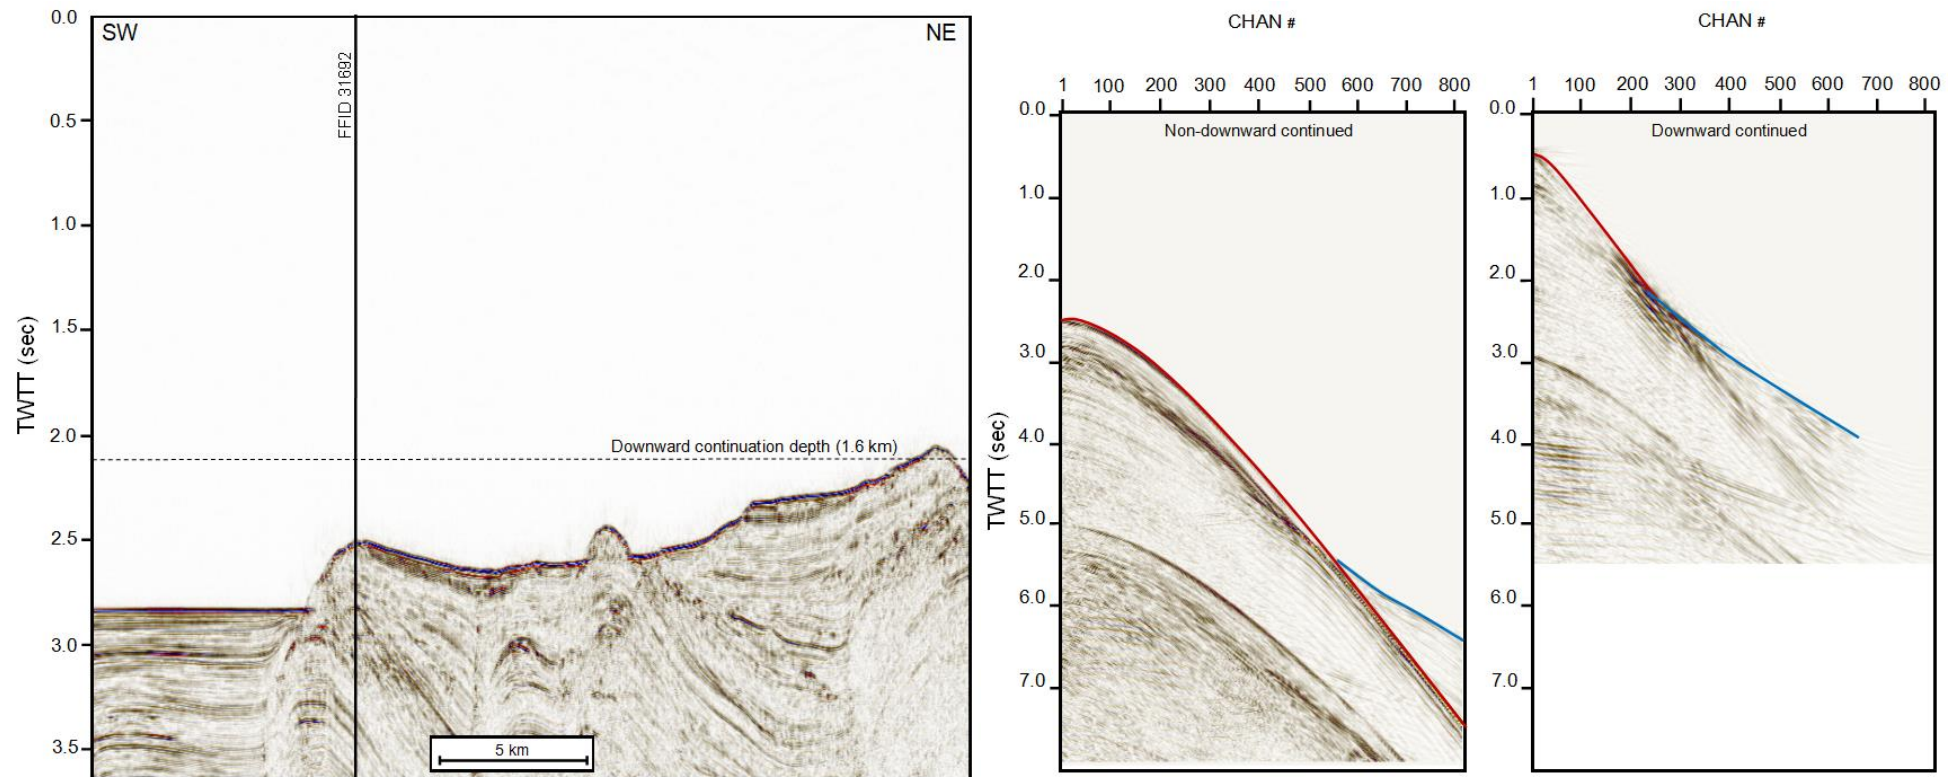 SW
NE
FFID 31692
0.0
0.5
1.0
1.5
2.0
2.5
3.0
3.5
TWTT (sec)
Downward continuation depth (1.6 km)
5 km
CHAN #
1 100 200 300 400 500 600 700 800
Non-downward continued
0.0
1.0
2.0
3.0
4.0
5.0
6.0
7.0
TWTT (sec)
CHAN #
1 100 200 300 400 500 600 700 800
Downward continued
0.0
1.0
2.0
3.0
4.0
5.0
6.0
7.0